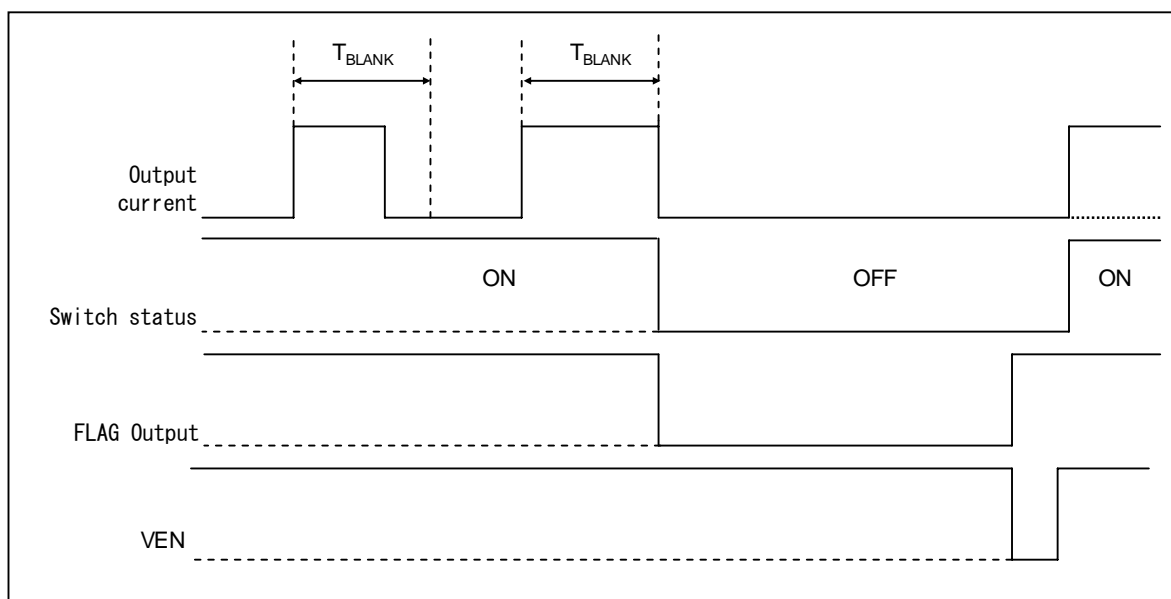 TBLANK TBLANK
Output
current
ON OFF ON
Switch status
FLAG Output
VEN